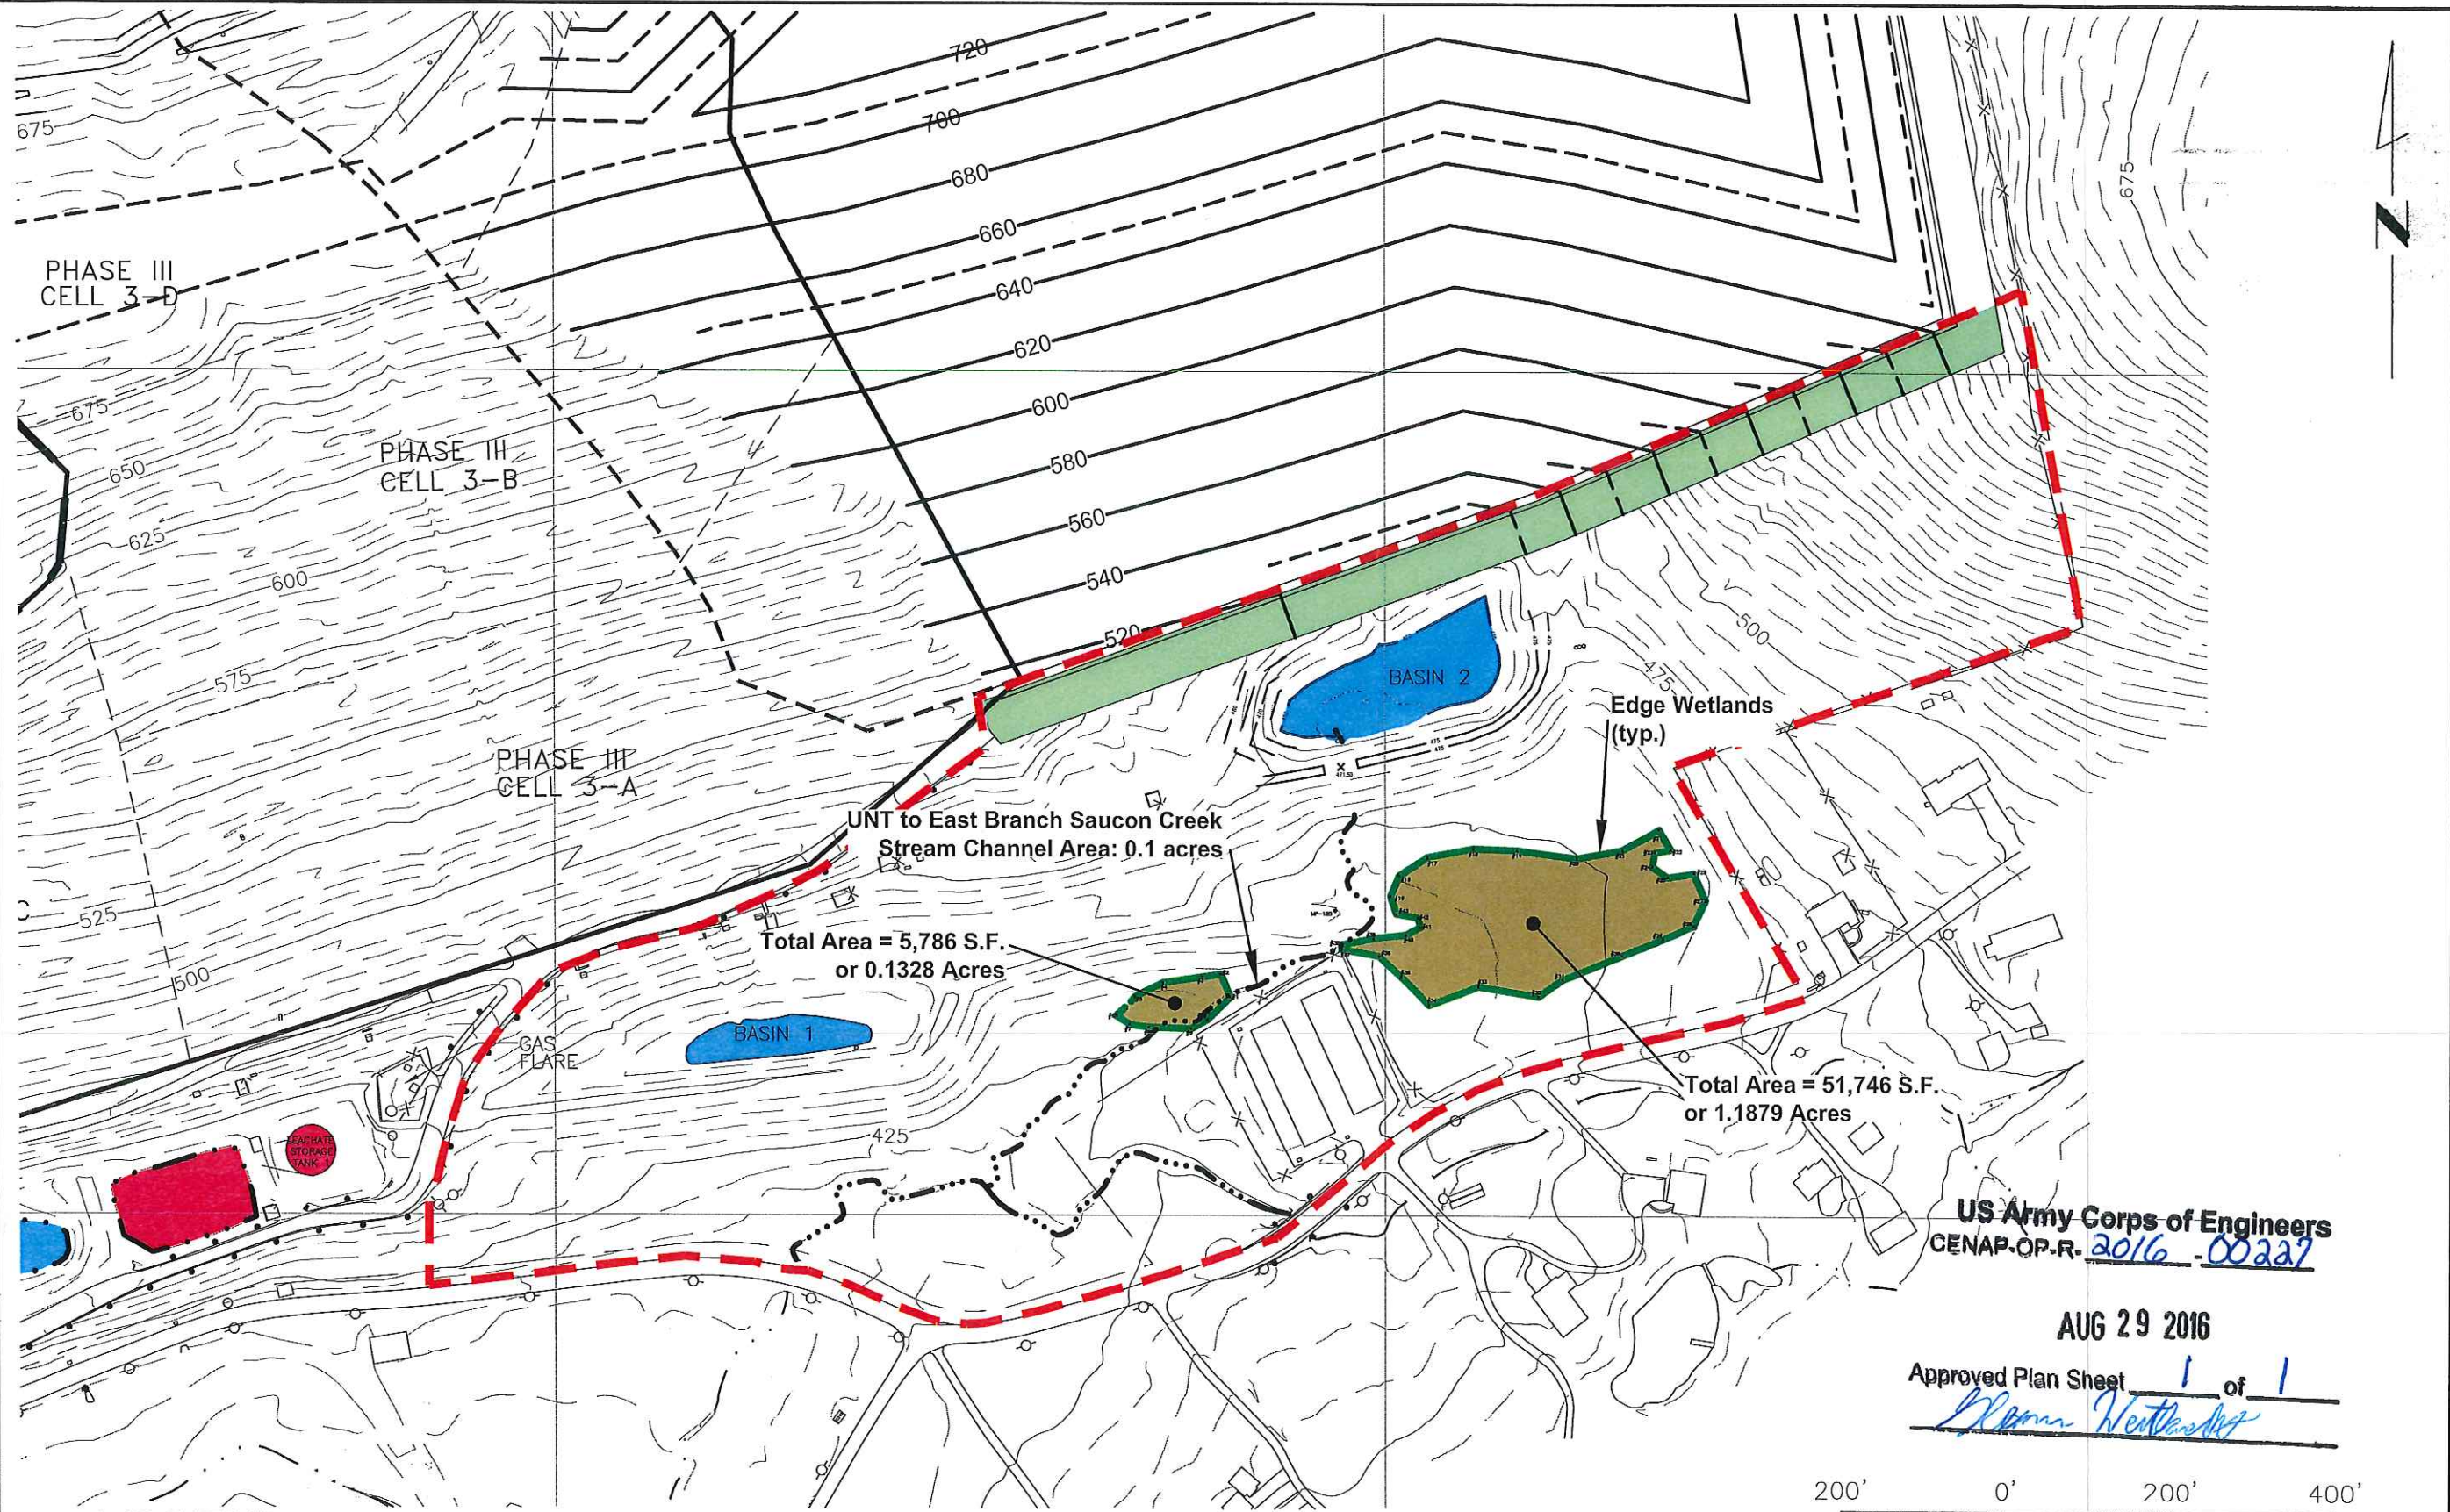 720
700
675
680
675
660
PHASE III
CELL 3-D
640
620
600
675
PHASE III
CELL 3-B
650
580
560
625
600
540
520
500
575
475
BASIN 2
Edge Wetlands
(typ.)
PHASE III
CELL 3-A
UNT to East Branch Saucon Creek
Stream Channel Area: 0.1 acres
525
Total Area = 5,786 S.F.
or 0.1328 Acres
500
BASIN 1
GAS
FLARE
Total Area = 51,746 S.F.
or 1.1879 Acres
425
LEACHATE
STORAGE
TANK 1
US Army Corps of Engineers
CENAP-OP-R- 2016 - 00227
AUG 29 2016
Approved Plan Sheet 1 of 1
200' 0' 200' 400'
N